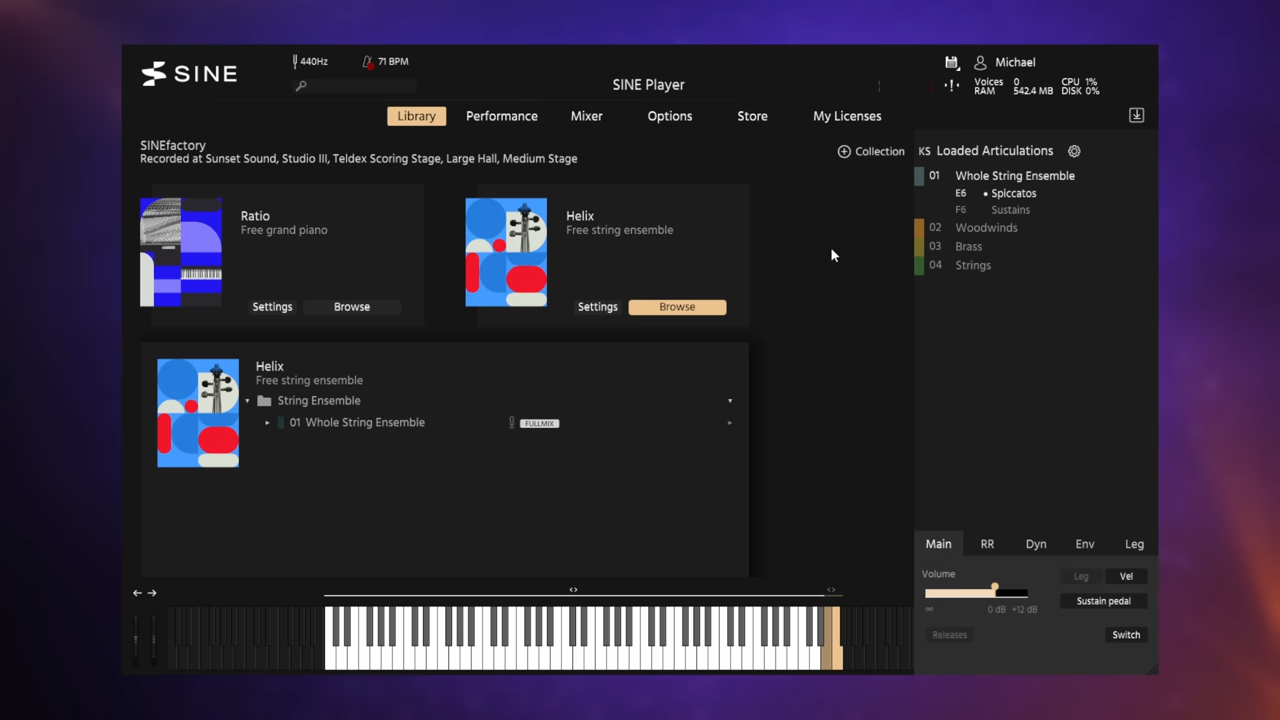 SINE
440Hz
71 BPM
SINE Player
Michael
Voices 0 CPU 1%
RAM 542.4 MB DISK 0%
Library Performance Mixer Options Store My Licenses
SINEfactory
Recorded at Sunset Sound, Studio III, Teldex Scoring Stage, Large Hall, Medium Stage
Collection
KS Loaded Articulations
01 Whole String Ensemble
E6 • Spiccatos
F6 Sustains
02 Woodwinds
03 Brass
04 Strings
Ratio
Free grand piano
Settings Browse
Helix
Free string ensemble
Settings Browse
Helix
Free string ensemble
String Ensemble
01 Whole String Ensemble FULLMIX
Main RR Dyn Env Leg
Volume
Leg Vel
∞ 0 dB +12 dB
Sustain pedal
Releases Switch